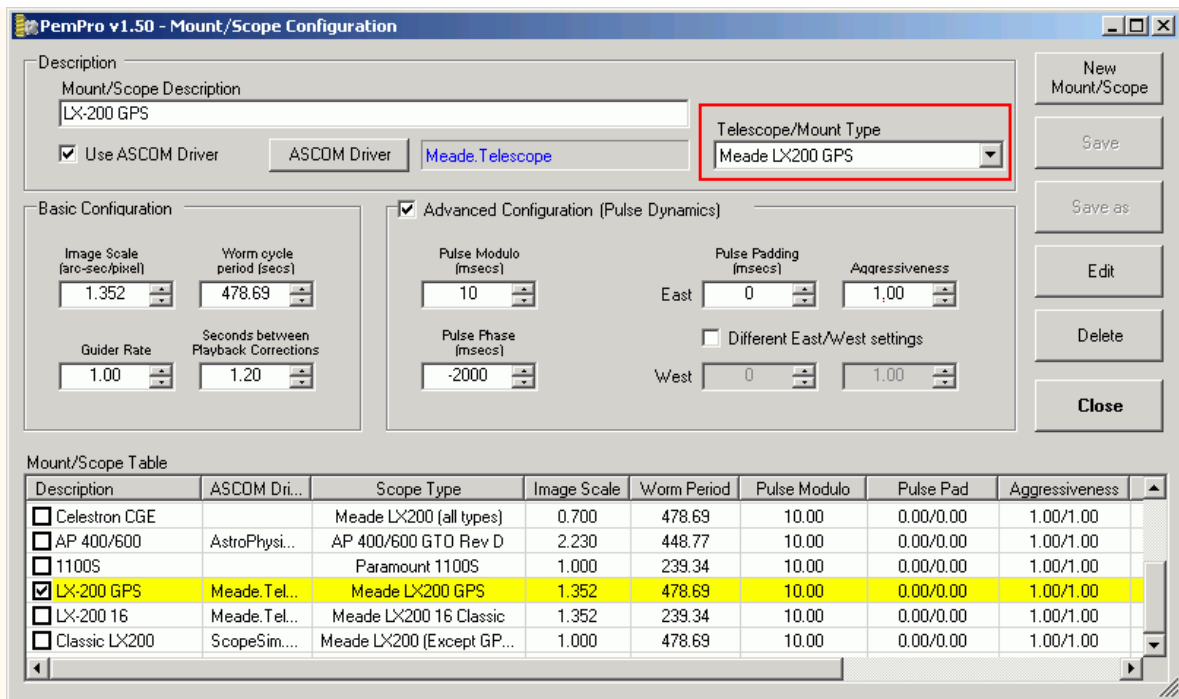 PemPro v1.50 - Mount/Scope Configuration
Description
Mount/Scope Description
LX-200 GPS
Use ASCOM Driver
ASCOM Driver
Meade.Telescope
Telescope/Mount Type
Meade LX200 GPS
New
Mount/Scope
Save
Save as
Edit
Delete
Close
Basic Configuration
Image Scale
(arc-sec/pixel)
1.352
Worm cycle
period (secs)
478.69
Guider Rate
1.00
Seconds between
Playback Corrections
1.20
Advanced Configuration (Pulse Dynamics)
Pulse Modulo
(msecs)
10
Pulse Phase
(msecs)
-2000
Pulse Padding
(msecs)
Aggressiveness
East 0 1,00
Different East/West settings
West 0 1.00
Mount/Scope Table
Description ASCOM Dri... Scope Type Image Scale Worm Period Pulse Modulo Pulse Pad Aggressiveness
Celestron CGE Meade LX200 (all types) 0.700 478.69 10.00 0.00/0.00 1.00/1.00
AP 400/600 AstroPhysi... AP 400/600 GTO Rev D 2.230 448.77 10.00 0.00/0.00 1.00/1.00
1100S Paramount 1100S 1.000 239.34 10.00 0.00/0.00 1.00/1.00
LX-200 GPS Meade.Tel... Meade LX200 GPS 1.352 478.69 10.00 0.00/0.00 1.00/1.00
LX-200 16 Meade.Tel... Meade LX200 16 Classic 1.352 239.34 10.00 0.00/0.00 1.00/1.00
Classic LX200 ScopeSim.... Meade LX200 (Except GP... 1.000 478.69 10.00 0.00/0.00 1.00/1.00